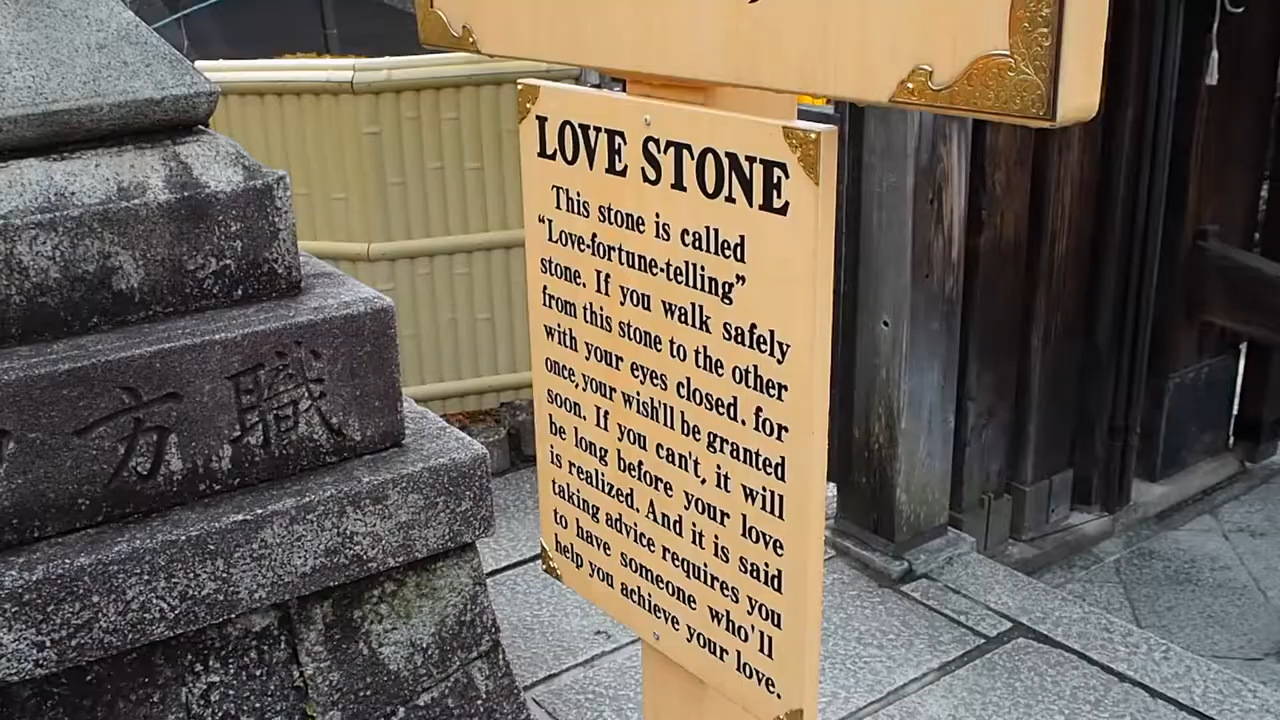 LOVE STONE
This stone is called
“Love-fortune-telling”
stone. If you walk safely
from this stone to the other
with your eyes closed. for
once, your wish'll be granted
soon. If you can't, it will
be long before your love
is realized. And it is said
taking advice requires you
to have someone who'll
help you achieve your love.
方職